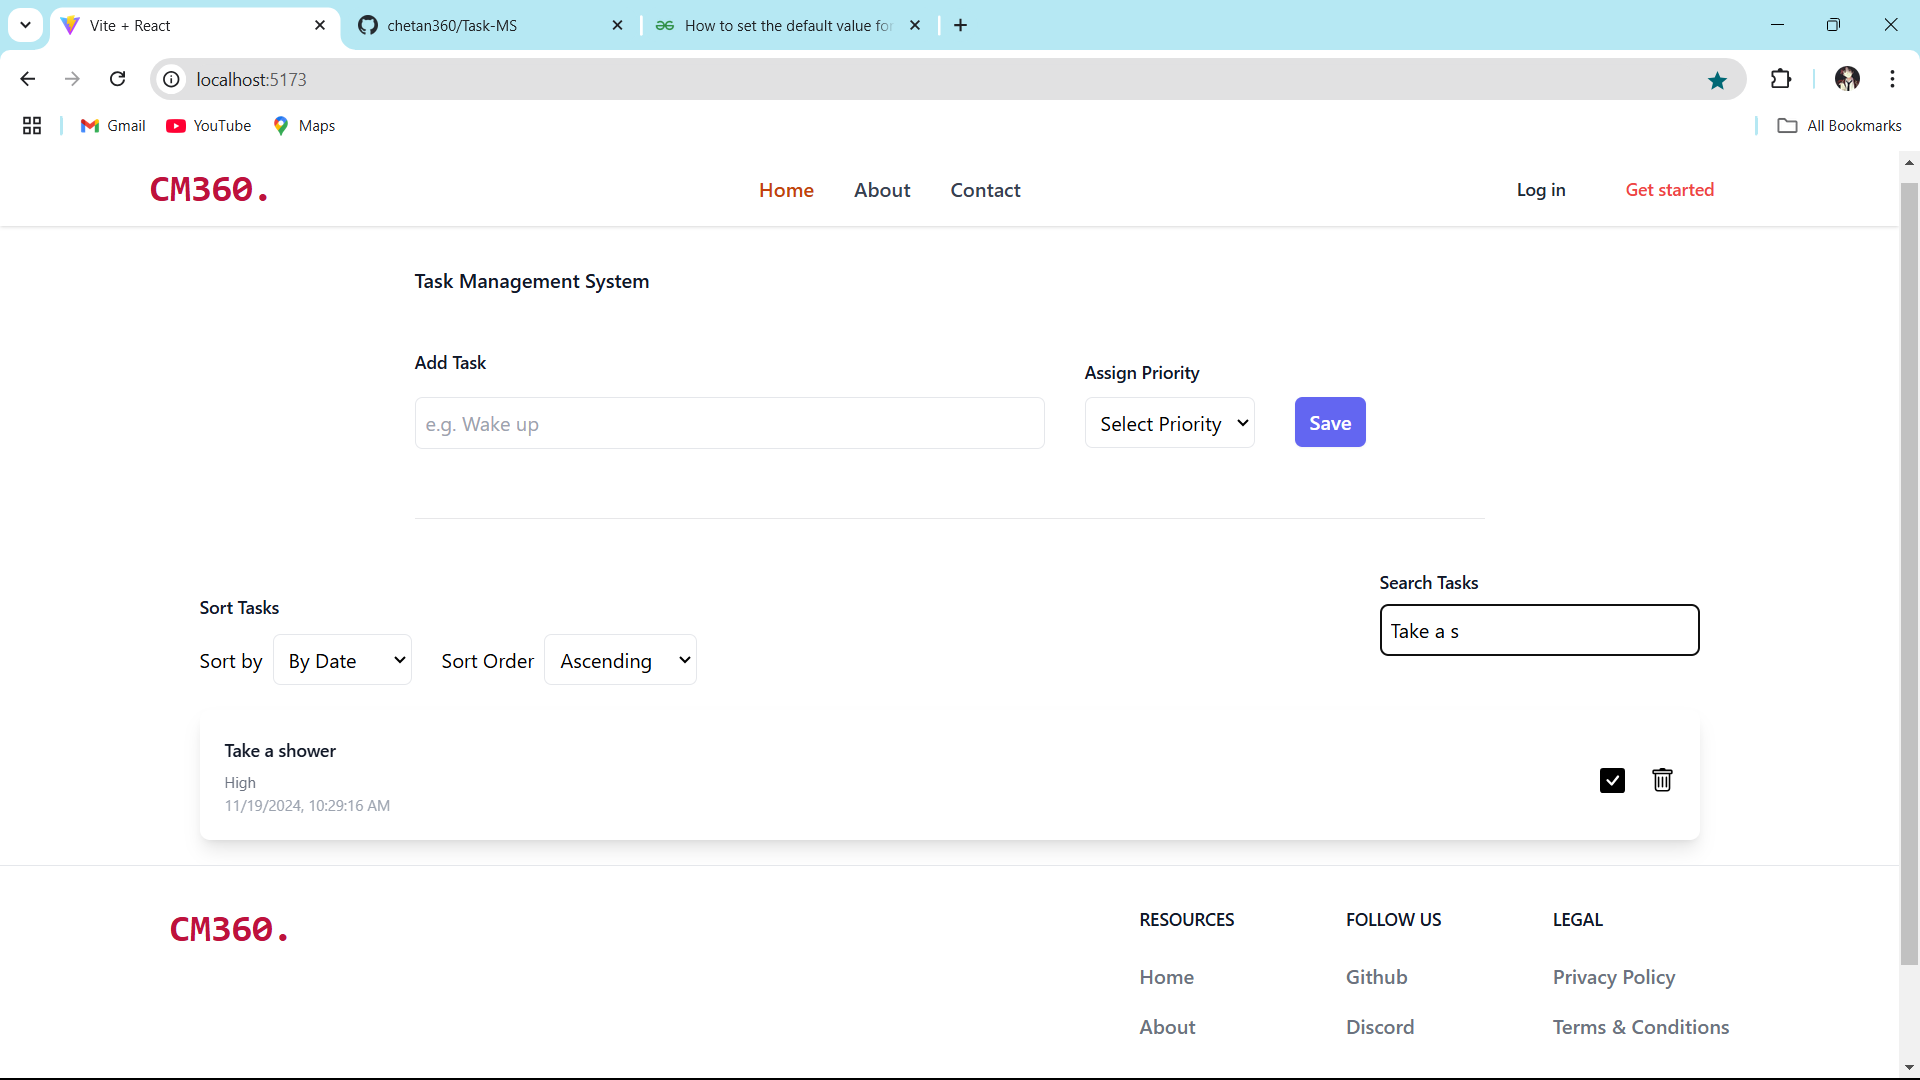 Vite + React
chetan360/Task-MS
How to set the default value for
localhost:5173
Gmail
YouTube
Maps
All Bookmarks
CM360.
Home
About
Contact
Log in
Get started
Task Management System
Add Task
Assign Priority
e.g. Wake up
Select Priority
Save
Search Tasks
Sort Tasks
Take a s
Sort by
By Date
Sort Order
Ascending
Take a shower
High
11/19/2024, 10:29:16 AM
CM360.
RESOURCES
FOLLOW US
LEGAL
Home
Github
Privacy Policy
About
Discord
Terms & Conditions